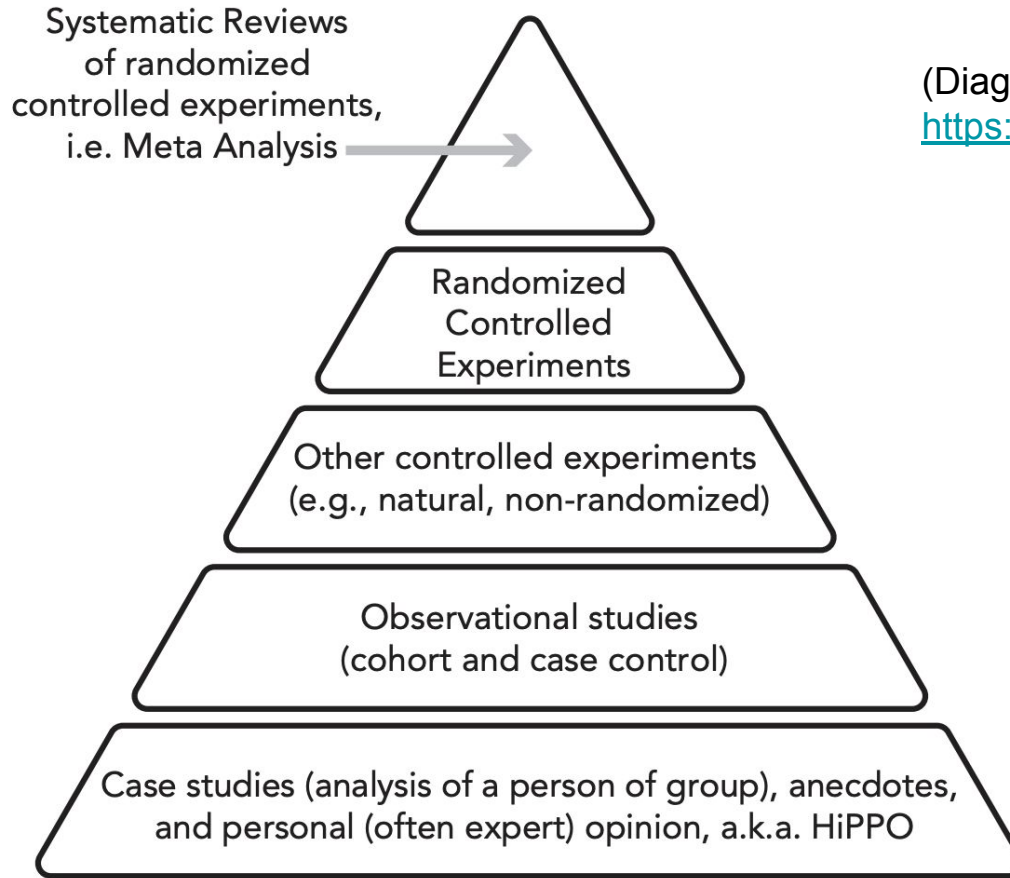 Systematic Reviews
of randomized
controlled experiments,
i.e. Meta Analysis
(Diag
https:
Randomized
Controlled
Experiments
Other controlled experiments
(e.g., natural, non-randomized)
Observational studies
(cohort and case control)
Case studies (analysis of a person of group), anecdotes,
and personal (often expert) opinion, a.k.a. HiPPO